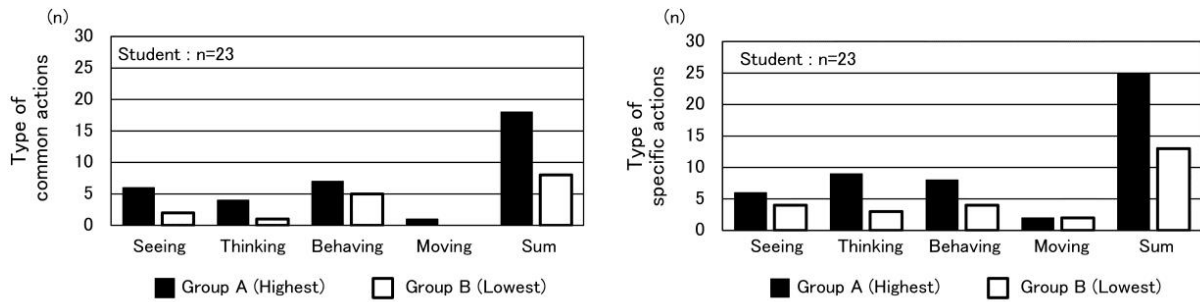 (n)
30
25
20
15
10
5
0
Type of
common actions
Student : n=23
Seeing Thinking Behaving Moving Sum
Group A (Highest) Group B (Lowest)
(n)
30
25
20
15
10
5
0
Type of
specific actions
Student : n=23
Seeing Thinking Behaving Moving Sum
Group A (Highest) Group B (Lowest)